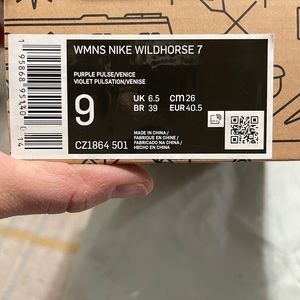 WMNS NIKE WILDHORSE 7
PURPLE PULSE/VENICE
VIOLET PULSATION/VENISE
9
UK 6.5 cm 26
BR 39 EUR 40.5
CZ1864 501
MADE IN CHINA /
FABRIQUE EN CHINE /
FABRICADO NA CHINA /
HECHO EN CHINA